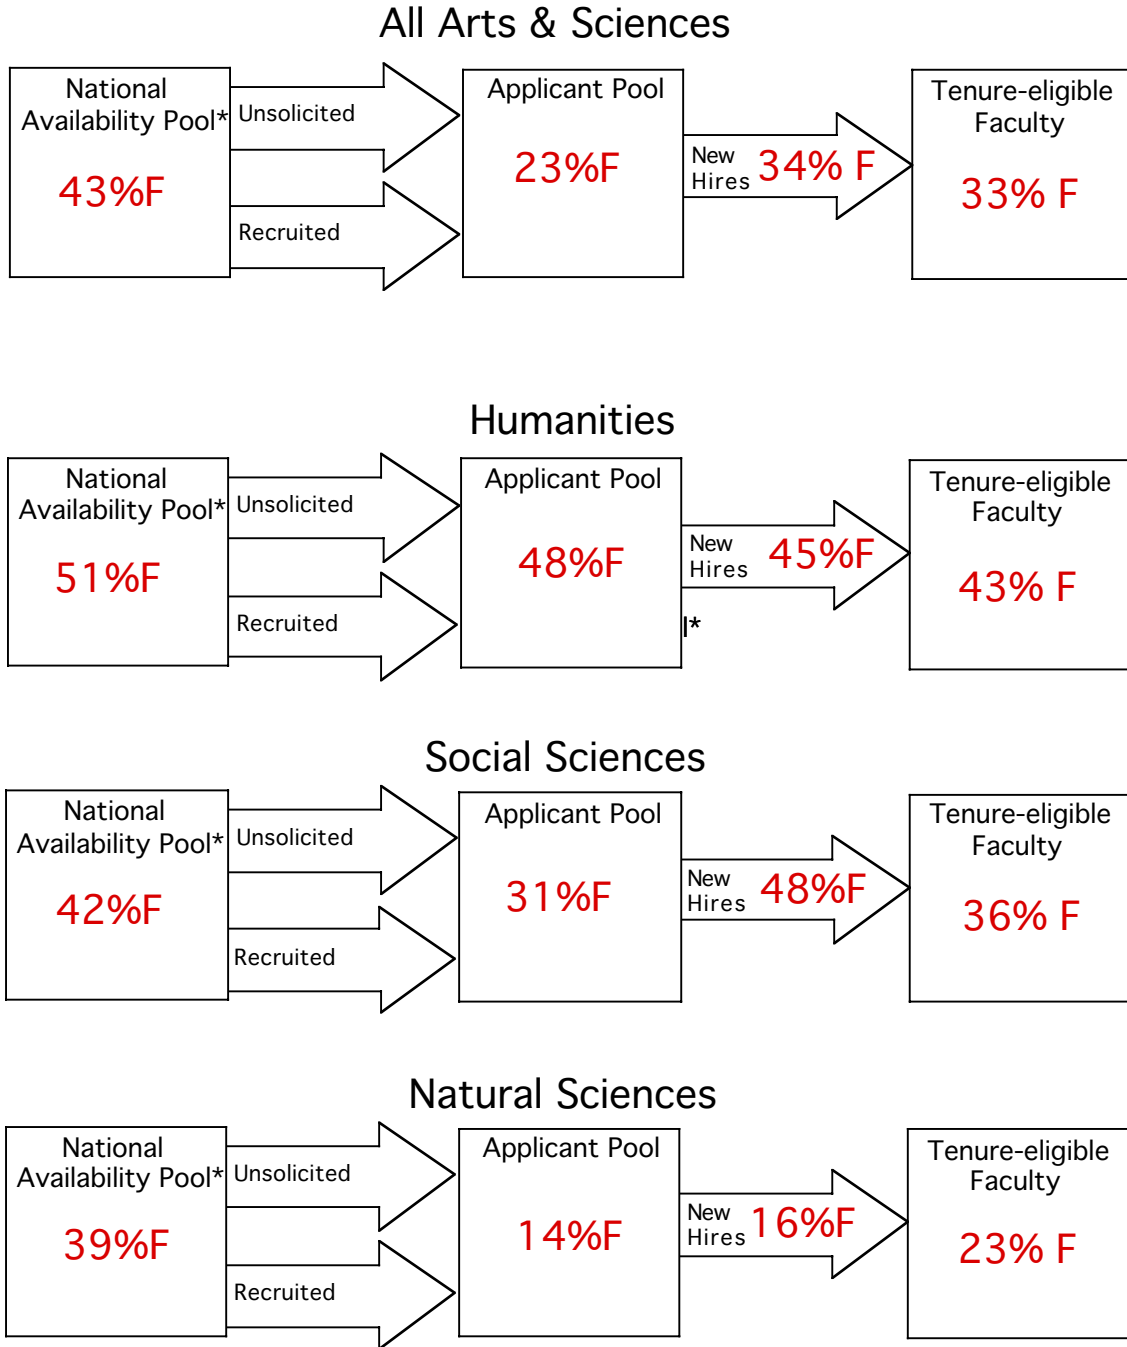 All Arts & Sciences
National
Availability Pool*
43%F
Unsolicited
Recruited
Applicant Pool
23%F
New
Hires
34% F
Tenure-eligible
Faculty
33% F
Humanities
National
Availability Pool*
51%F
Unsolicited
Recruited
Applicant Pool
48%F
l*
New
Hires
45%F
Tenure-eligible
Faculty
43% F
Social Sciences
National
Availability Pool*
42%F
Unsolicited
Recruited
Applicant Pool
31%F
New
Hires
48%F
Tenure-eligible
Faculty
36% F
Natural Sciences
National
Availability Pool*
39%F
Unsolicited
Recruited
Applicant Pool
14%F
New
Hires
16%F
Tenure-eligible
Faculty
23% F